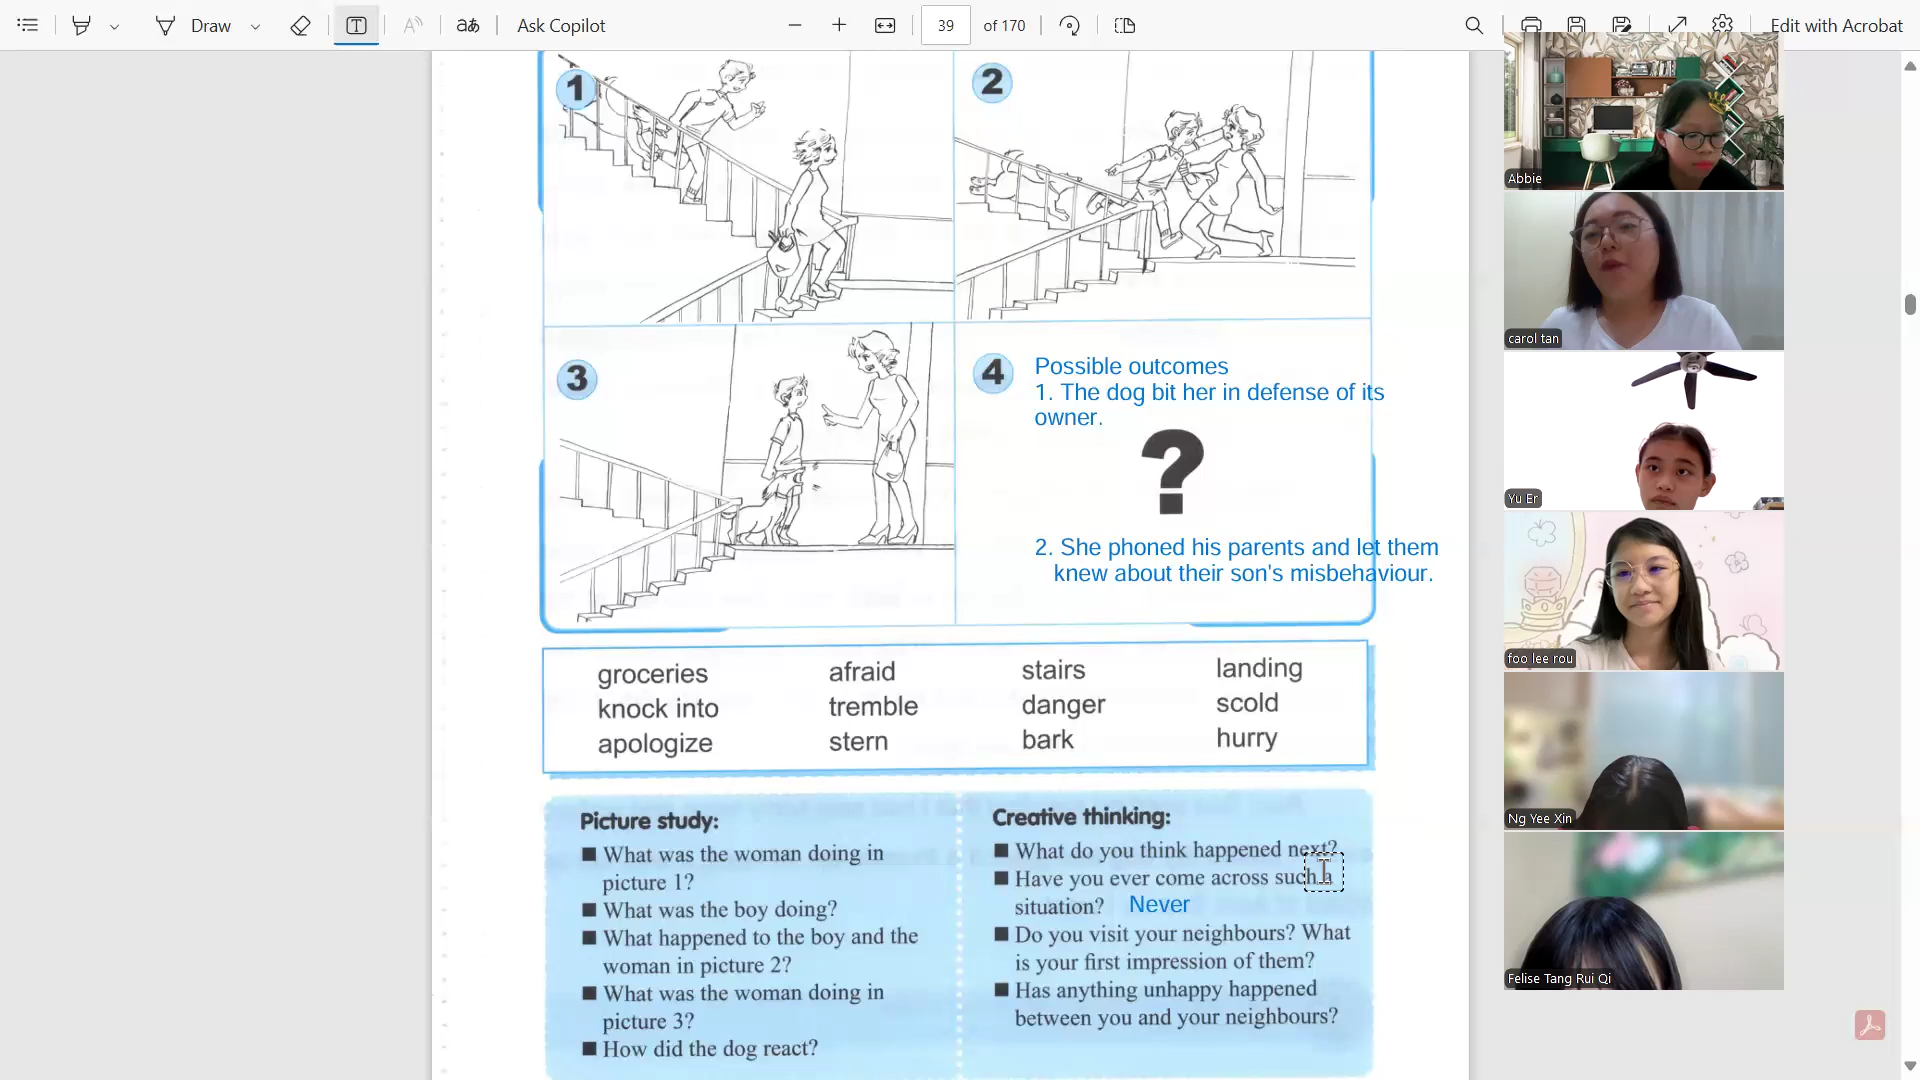 Draw
Ask Copilot
39 of 170
Edit with Acrobat
1
2
3
4
Possible outcomes
1. The dog bit her in defense of its
owner.
?
2. She phoned his parents and let them
knew about their son's misbehaviour.
groceries afraid stairs landing
knock into tremble danger scold
apologize stern bark hurry
Picture study:
■ What was the woman doing in
picture 1?
■ What was the boy doing?
■ What happened to the boy and the
woman in picture 2?
■ What was the woman doing in
picture 3?
■ How did the dog react?
Creative thinking:
■ What do you think happened next?
■ Have you ever come across such a
situation? Never
■ Do you visit your neighbours? What
is your first impression of them?
■ Has anything unhappy happened
between you and your neighbours?
Abbie
carol tan
Yu Er
foo lee rou
Ng Yee Xin
Felise Tang Rui Qi